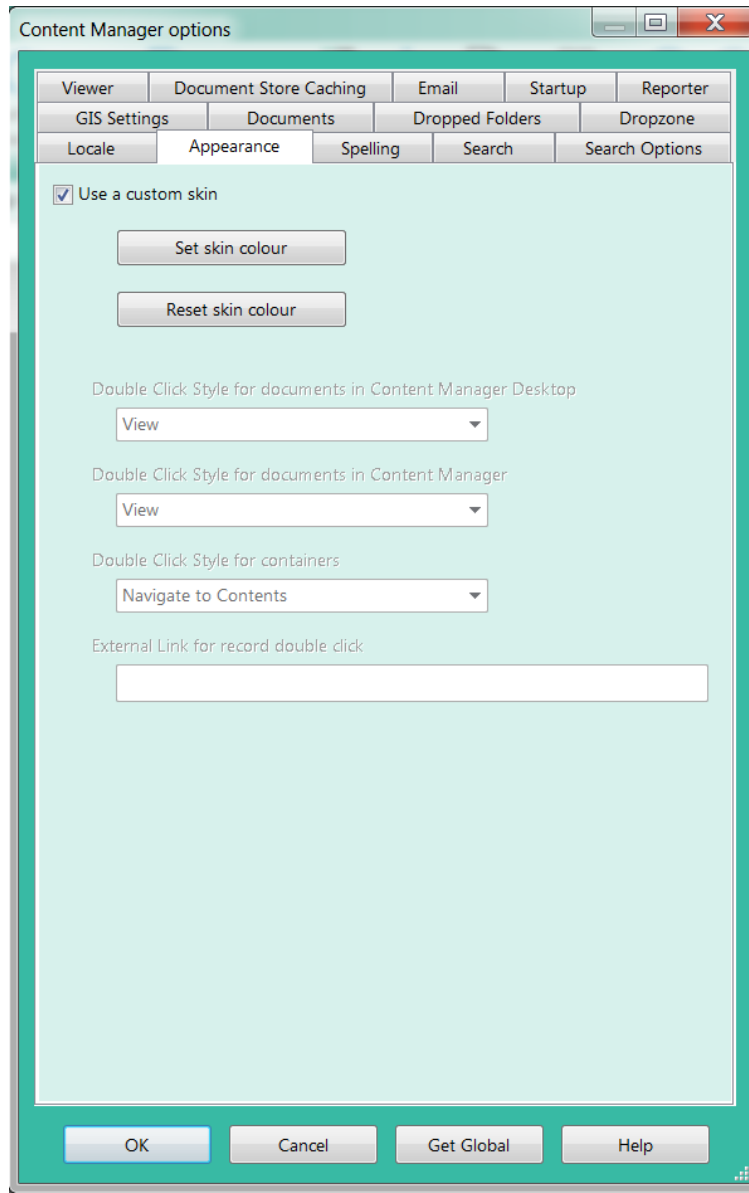 Content Manager options
Viewer Document Store Caching Email Startup Reporter
GIS Settings Documents Dropped Folders Dropzone
Locale Appearance Spelling Search Search Options
Use a custom skin
Set skin colour
Reset skin colour
Double Click Style for documents in Content Manager Desktop
View
Double Click Style for documents in Content Manager
View
Double Click Style for containers
Navigate to Contents
External Link for record double click
OK Cancel Get Global Help